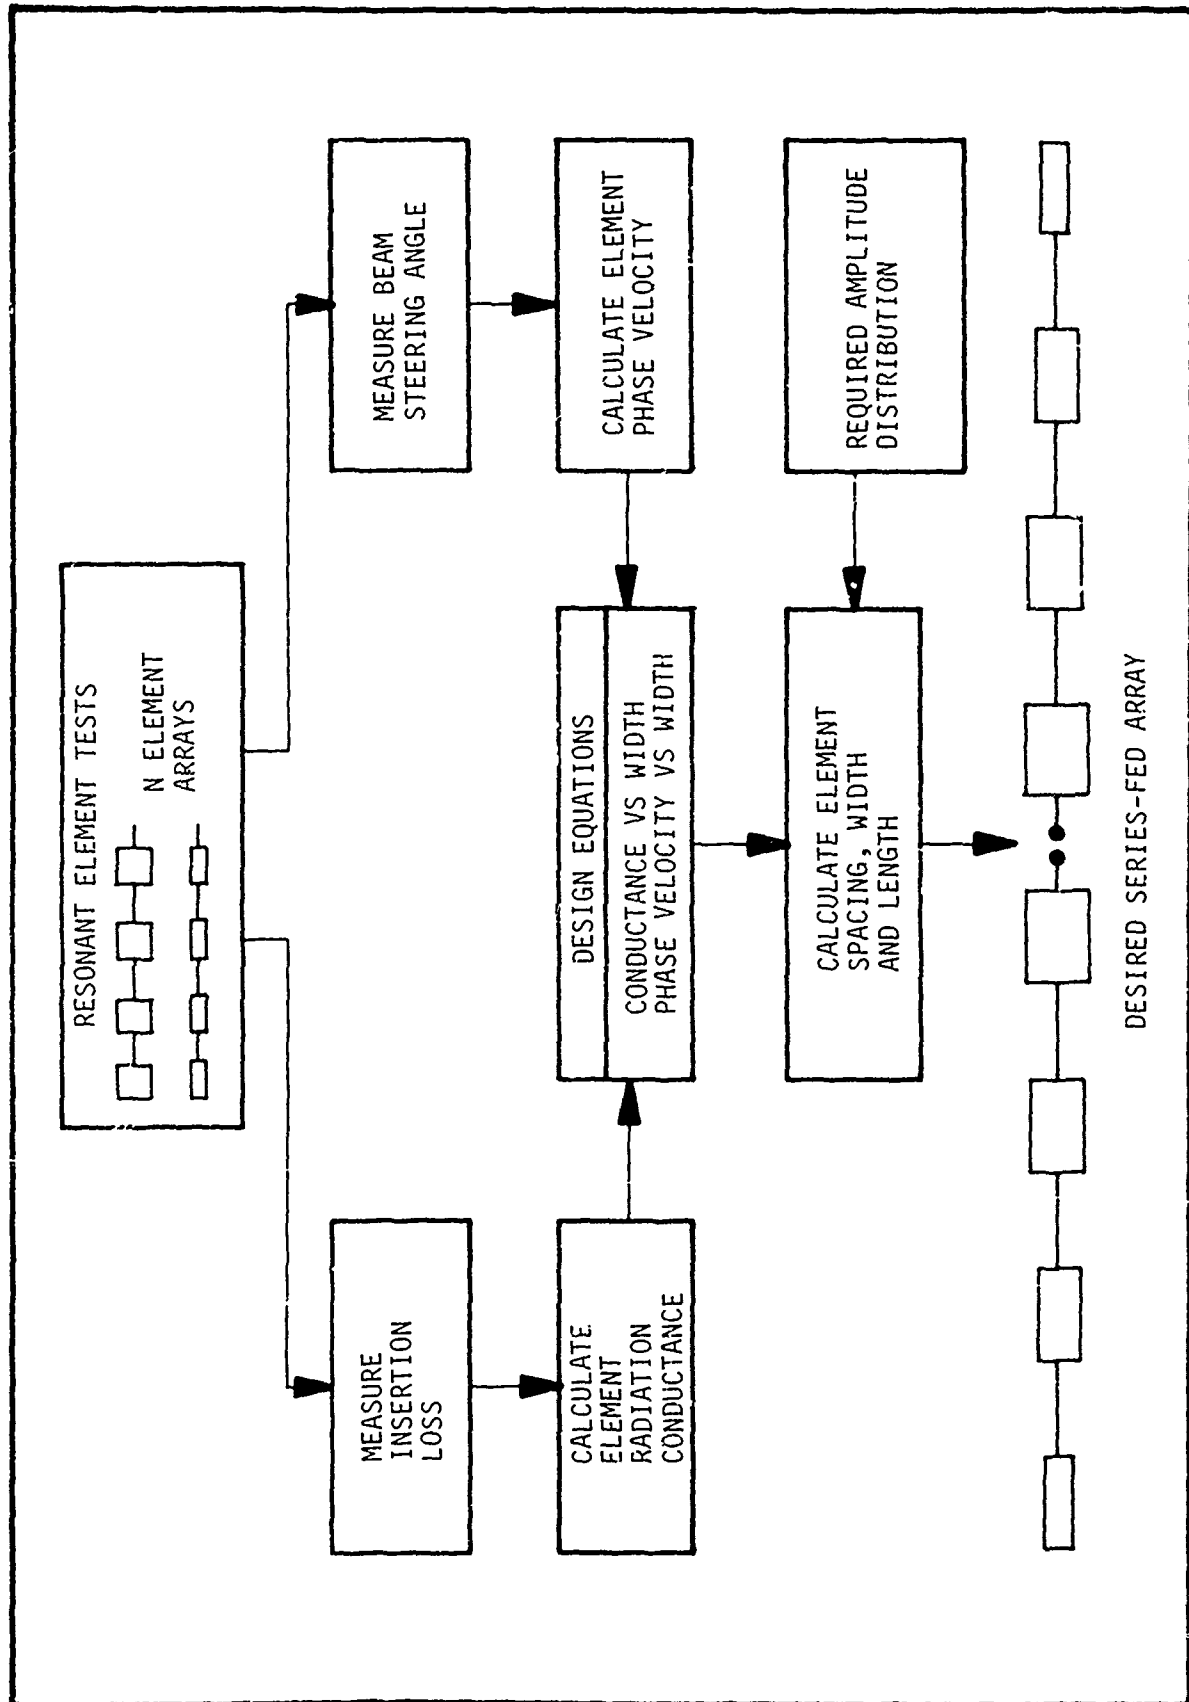 RESONANT ELEMENT TESTS
N ELEMENT
ARRAYS
MEASURE
INSERTION
LOSS
MEASURE BEAM
STEERING ANGLE
CALCULATE
ELEMENT
RADIATION
CONDUCTANCE
DESIGN EQUATIONS
CONDUCTANCE VS WIDTH
PHASE VELOCITY VS WIDTH
CALCULATE ELEMENT
PHASE VELOCITY
CALCULATE ELEMENT
SPACING, WIDTH
AND LENGTH
REQUIRED AMPLITUDE
DISTRIBUTION
DESIRED SERIES-FED ARRAY